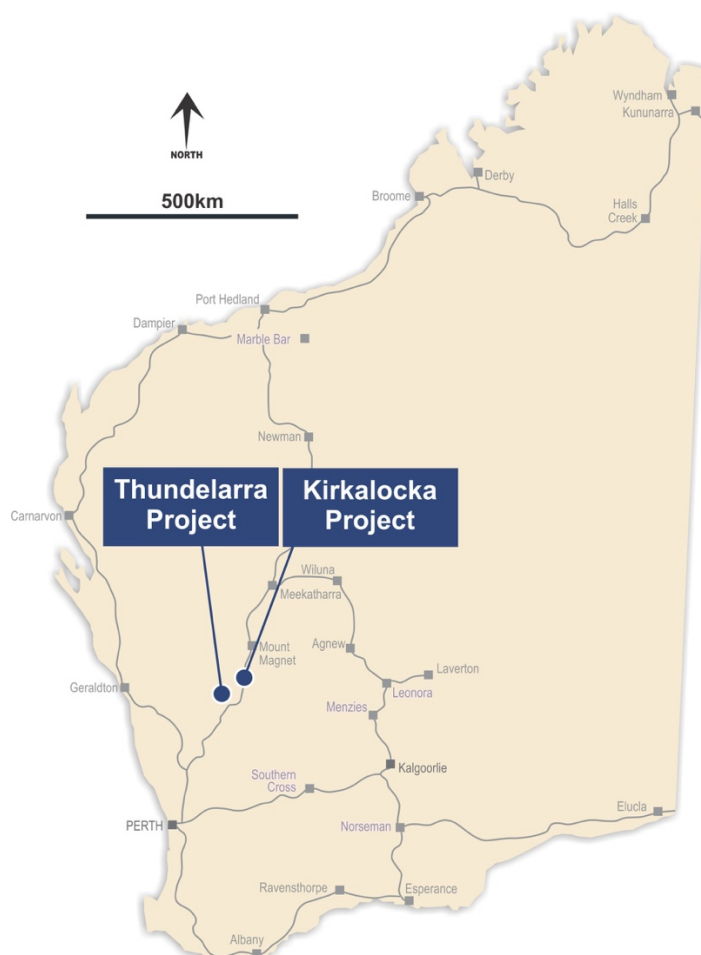 Wyndham
Kununurra
NORTH
Derby
Broome
500km
Halls
Creek
Port Hedland
Dampier
Marble Bar
Newman
Thundelarra
Project
Kirkalocka
Project
Carnarvon
Wiluna
Meekatharra
Mount
Magnet
Agnew
Laverton
Geraldton
Leonora
Menzies
Kalgoorlie
Southern
Cross
Elucla
PERTH
Norseman
Ravensthorpe
Esperance
Albany